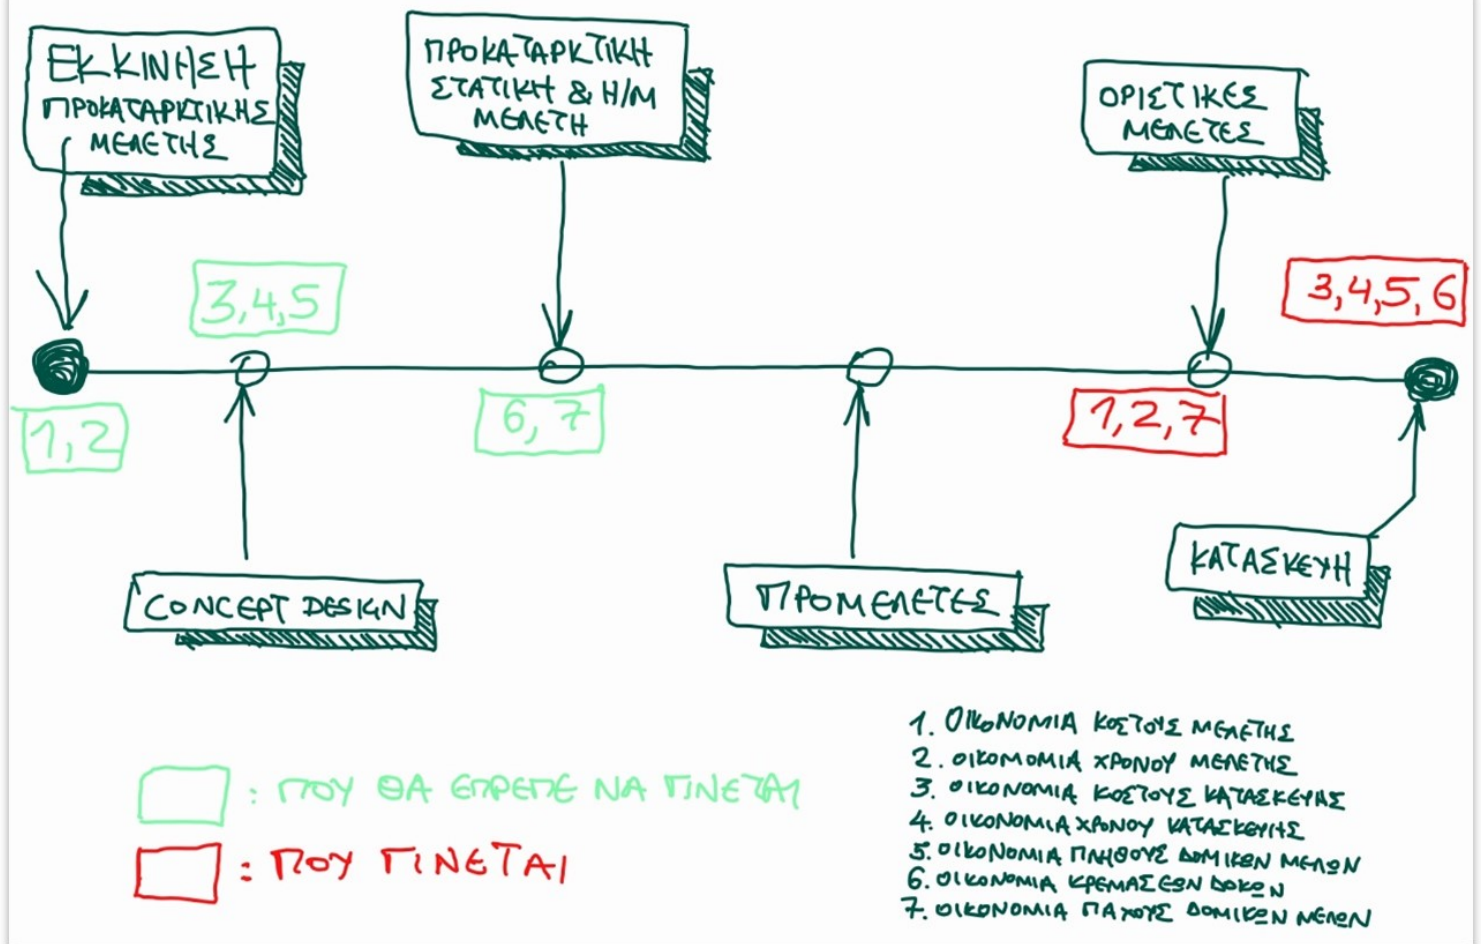 ΕΚΚΙΝΗΣΗ
ΠΡΟΚΑΤΑΡΚΤΙΚΗΣ
ΜΕΛΕΤΗΣ
ΠΡΟΚΑΤΑΡΚΤΙΚΗ
ΣΤΑΤΙΚΗ & Η/Μ
ΜΕΛΕΤΗ
ΟΡΙΣΤΙΚΕΣ
ΜΕΛΕΤΕΣ
3,4,5
3,4,5,6
1,2
6,7
1,2,7
CONCEPT DESIGN
ΠΡΟΜΕΛΕΤΕΣ
ΚΑΤΑΣΚΕΥΗ
: ΠΟΥ ΘΑ ΕΠΡΕΠΕ ΝΑ ΓΙΝΕΤΑΙ
: ΠΟΥ ΓΙΝΕΤΑΙ
1. ΟΙΚΟΝΟΜΙΑ ΚΟΣΤΟΥΣ ΜΕΛΕΤΗΣ
2. ΟΙΚΟΜΟΜΙΑ ΧΡΟΝΟΥ ΜΕΛΕΤΗΣ
3. ΟΙΚΟΝΟΜΙΑ ΚΟΣΤΟΥΣ ΚΑΤΑΣΚΕΥΗΣ
4. ΟΙΚΟΝΟΜΙΑ ΧΡΟΝΟΥ ΚΑΤΑΣΚΕΥΗΣ
5. ΟΙΚΟΝΟΜΙΑ ΠΛΗΘΟΥΣ ΔΟΜΙΚΩΝ ΜΕΛΩΝ
6. ΟΙΚΟΝΟΜΙΑ ΚΡΕΜΑΣΕΩΝ ΔΟΚΩΝ
7. ΟΙΚΟΝΟΜΙΑ ΠΑΧΟΥΣ ΔΟΜΙΚΩΝ ΜΕΛΩΝ